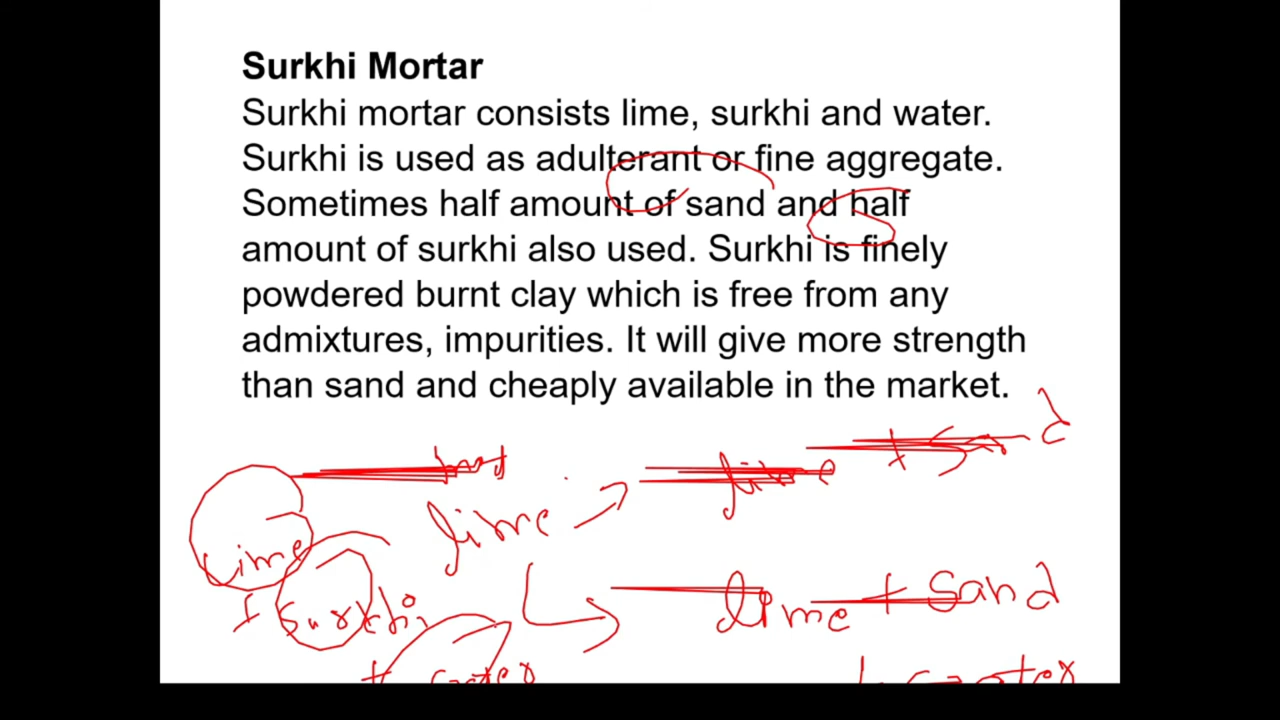 Surkhi Mortar
Surkhi mortar consists lime, surkhi and water.
Surkhi is used as adulterant or fine aggregate.
Sometimes half amount of sand and half
amount of surkhi also used. Surkhi is finely
powdered burnt clay which is free from any
admixtures, impurities. It will give more strength
than sand and cheaply available in the market.
lime + Sand
lime
Lime
lime + Sand
+ Surkhi